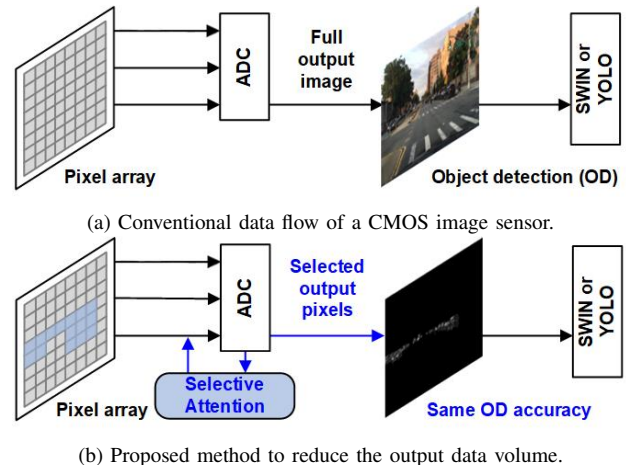 Pixel array
ADC
Full
output
image
Object detection (OD)
SWIN or
YOLO
(a) Conventional data flow of a CMOS image sensor.
Pixel array
ADC
Selective
Attention
Selected
output
pixels
Same OD accuracy
SWIN or
YOLO
(b) Proposed method to reduce the output data volume.